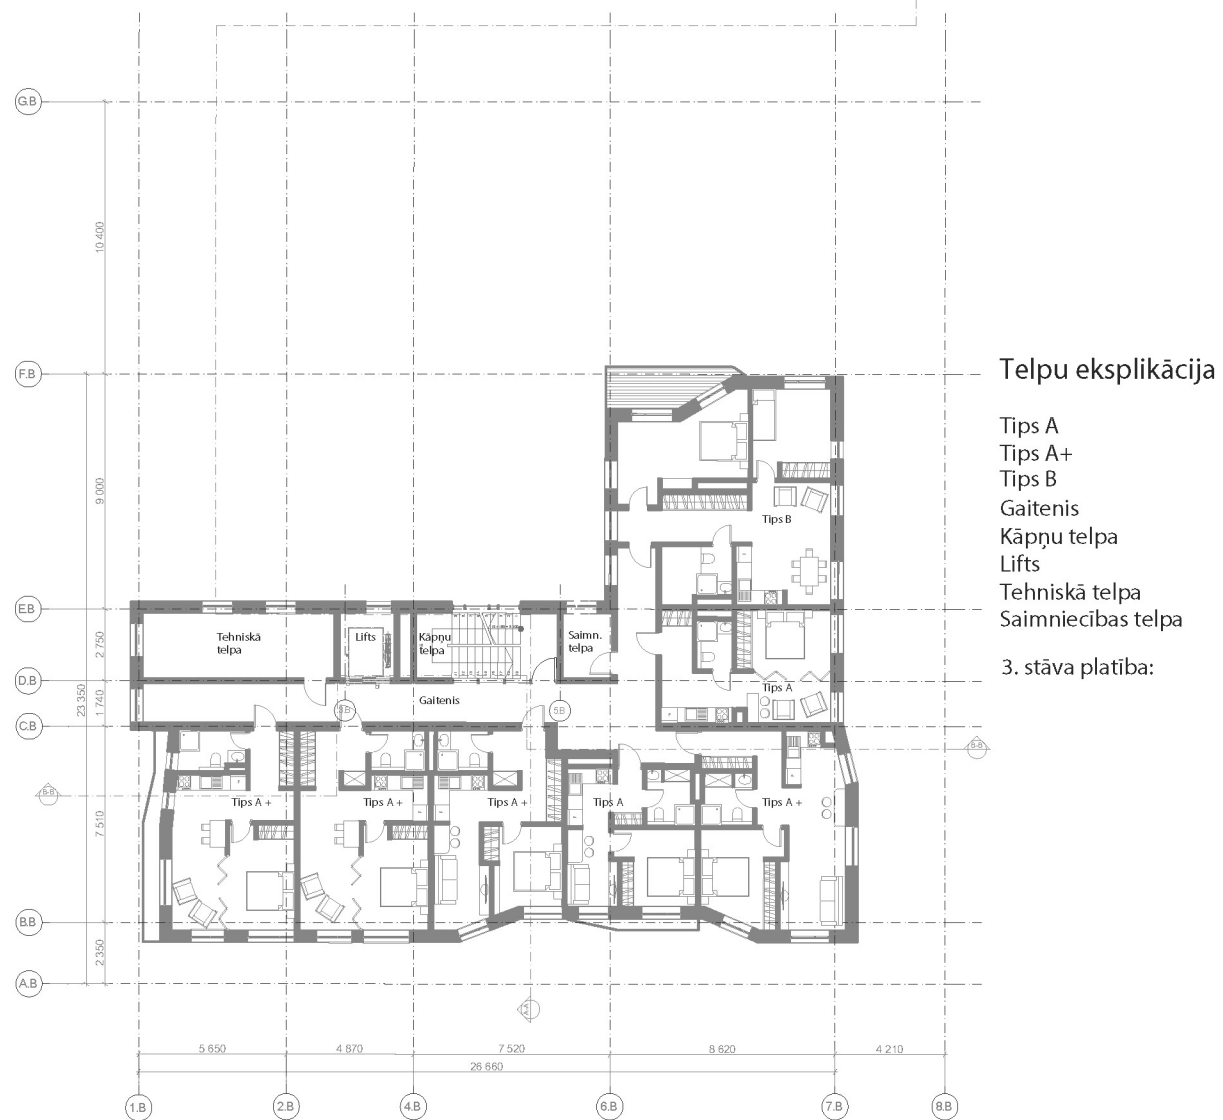 G.B
10 400
F.B
Telpu eksplikācija
Tips A
Tips A+
Tips B
Gaitenis
Kāpņu telpa
Lifts
Tehniskā telpa
Saimniecības telpa
3. stāva platība:
9 000
Tips B
E.B
2 750
Tehniskā
telpa
Lifts
Kāpņu
telpa
Saimn.
telpa
D.B
23 350
1 740
Gaitenis
Tips A
5.B
5.B
C.B
B-B
B-B
7 510
Tips A +
Tips A +
Tips A +
Tips A
Tips A +
B.B
2 350
A.B
A-A
5 650
4 870
7 520
8 620
4 210
26 660
1.B
2.B
4.B
6.B
7.B
8.B